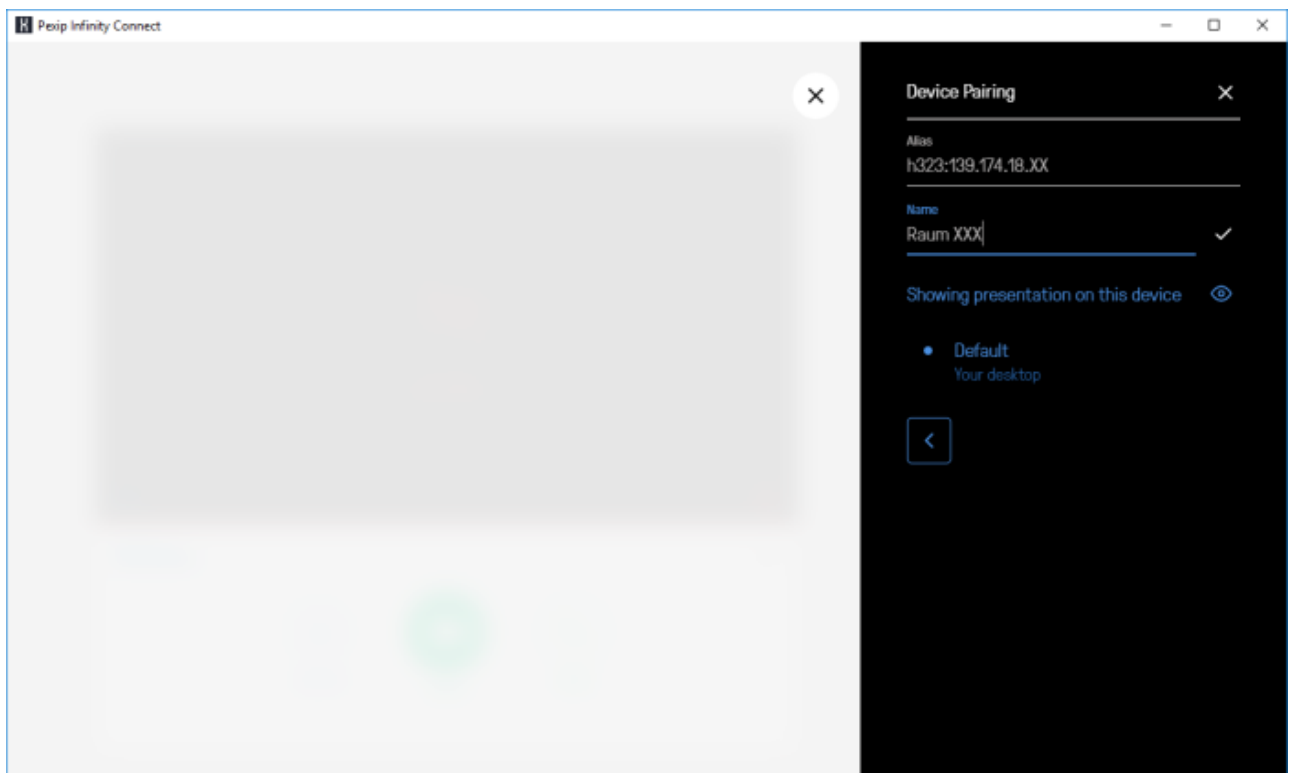 Pexip Infinity Connect
Device Pairing
Alias
h323:139.174.18.XX
Name
Raum XXX
Showing presentation on this device
Default
Your desktop